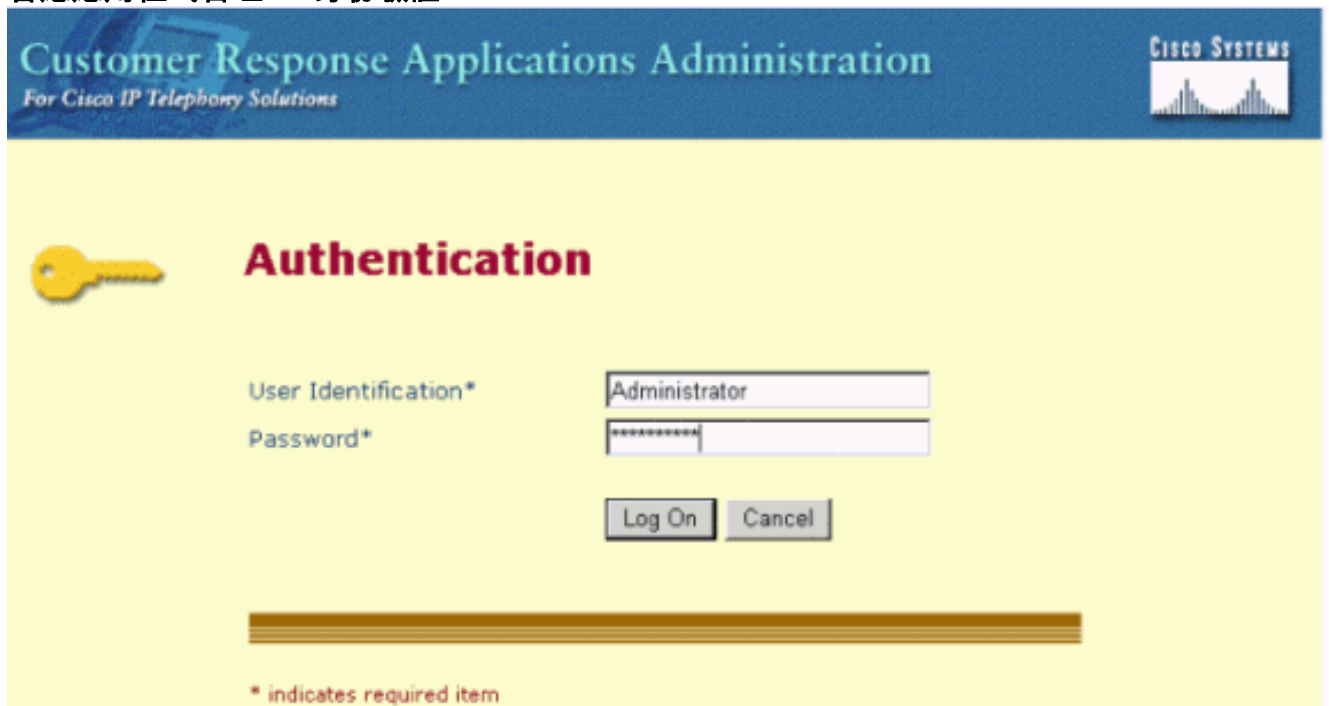 Customer Response Applications Administration
For Cisco IP Telephony Solutions
CISCO SYSTEMS
Authentication
User Identification* Administrator
Password* **********
Log On Cancel
* indicates required item